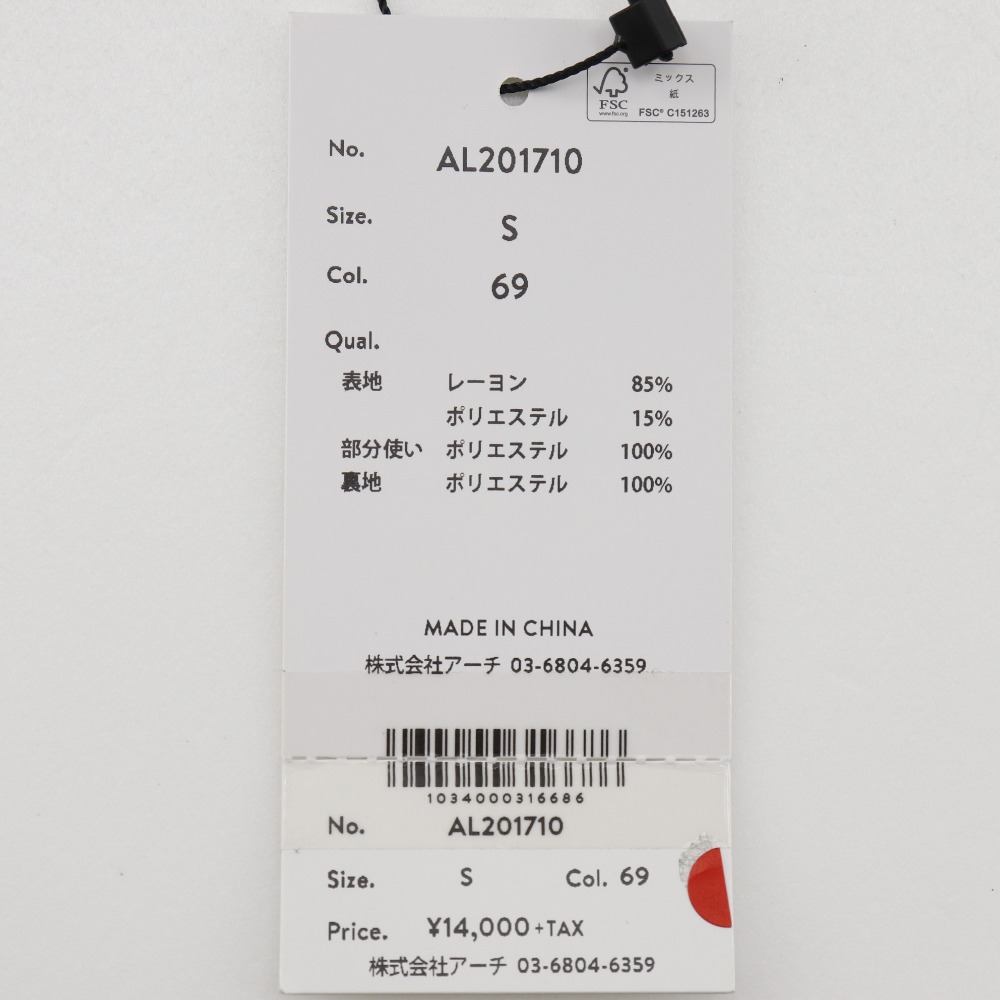 ミックス
紙
FSC
www.fsc.org
FSC® C151263
No. AL201710
Size. S
Col. 69
Qual.
表地 レーヨン 85%
ポリエステル 15%
部分使い ポリエステル 100%
裏地 ポリエステル 100%
MADE IN CHINA
株式会社アーチ 03-6804-6359
1034000316686
No. AL201710
Size. S Col. 69
Price. ¥14,000+TAX
株式会社アーチ 03-6804-6359